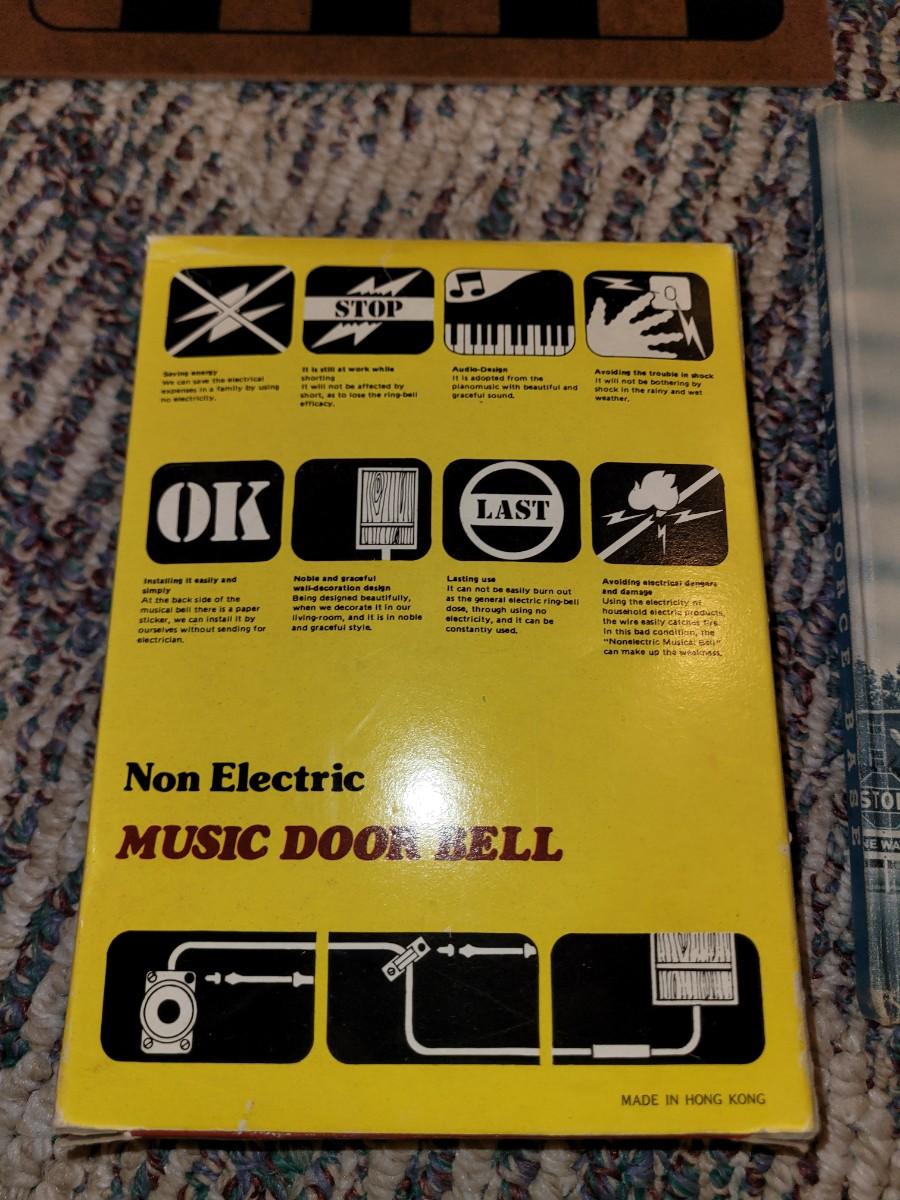 STOP
Saving energy
We can save the electrical
expenses in a family by using
no electricity.
It is still at work while
shorting
It will not be affected by
short, as to lose the ring-bell
efficacy.
Audio-Design
It is adopted from the
pianomusic with beautiful and
graceful sound.
Avoiding the trouble in shock
It will not be bothering by
shock in the rainy and wet
weather.
OK
LAST
Installing it easily and
simply
At the back side of the
musical bell there is a paper
sticker, we can install it by
ourselves without sending for
electrician.
Noble and graceful
wall-decoration design
Being designed beautifully,
when we decorate it in our
living-room, and it is in noble
and graceful style.
Lasting use
It can not be easily burn out
as the general electric ring-bell
dose, through using no
electricity, and it can be
constantly used.
Avoiding electrical dangers
and damage
Using the electricity of
household electric products,
the wire easily catches fire.
In this bad condition, the
"Nonelectric Musical Bell"
can make up the weakness.
Non Electric
MUSIC DOOR BELL
MADE IN HONG KONG
FORCE BASE
STOP